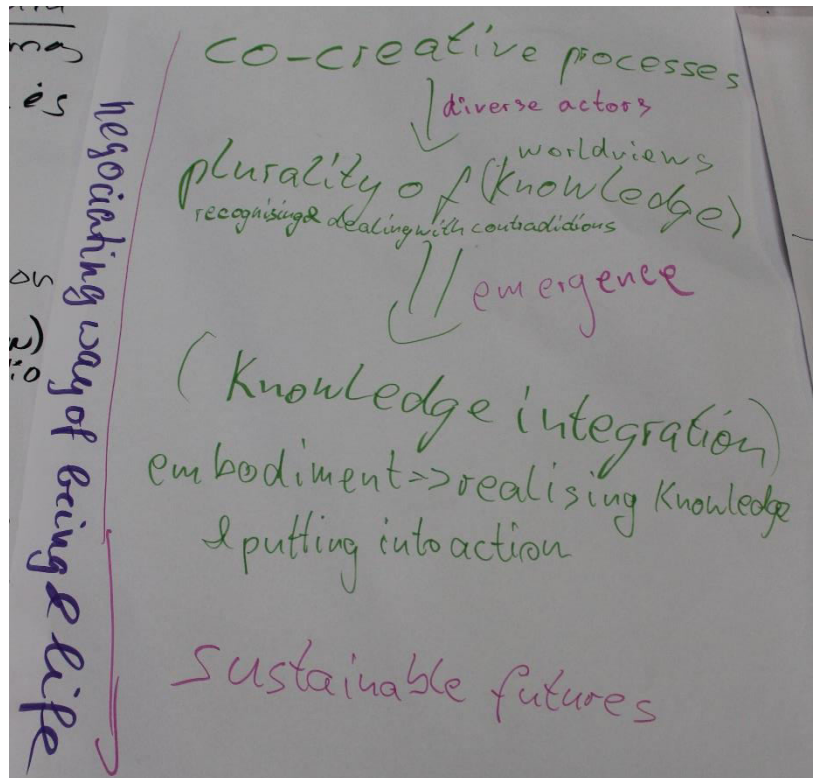 co-creative processes
diverse actors
worldviews
plurality of (knowledge)
recognising & dealing with contradictions
emergence
(Knowledge integration)
embodiment => realising Knowledge
& putting into action
sustainable futures
negociating way of being & life
on